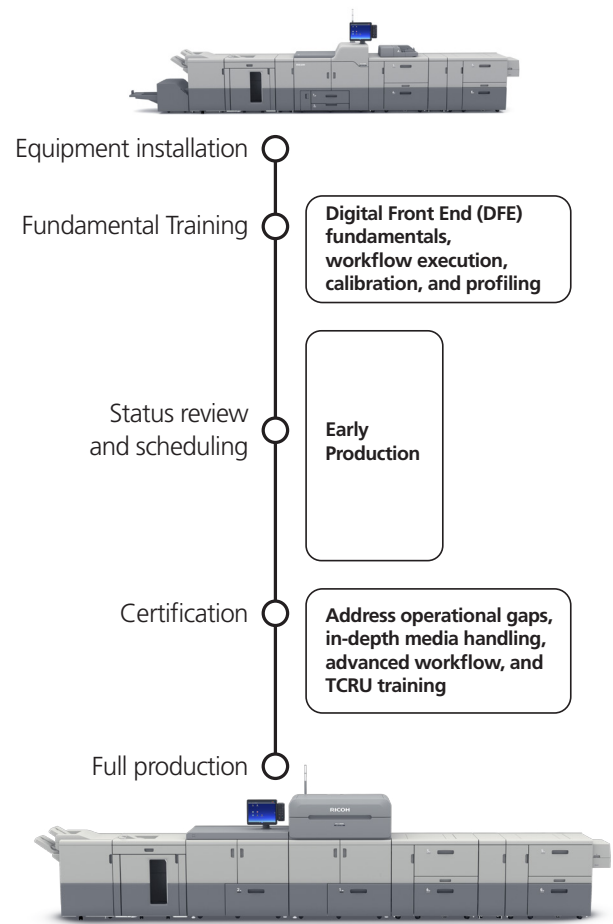 Equipment installation
Fundamental Training
Digital Front End (DFE)
fundamentals,
workflow execution,
calibration, and profiling
Status review
and scheduling
Early
Production
Certification
Address operational gaps,
in-depth media handling,
advanced workflow, and
TCRU training
Full production
RICOH